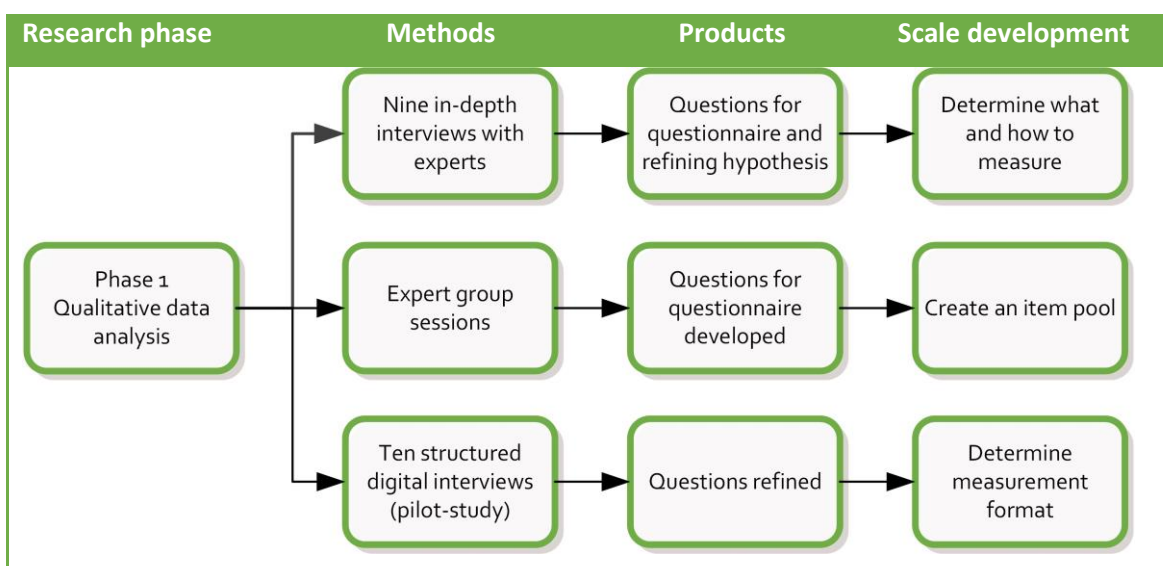 Research phase
Methods
Products
Scale development
Nine in-depth
interviews with
experts
Questions for
questionnaire and
refining hypothesis
Determine what
and how to
measure
Phase 1
Qualitative data
analysis
Expert group
sessions
Questions for
questionnaire
developed
Create an item pool
Ten structured
digital interviews
(pilot-study)
Questions refined
Determine
measurement
format